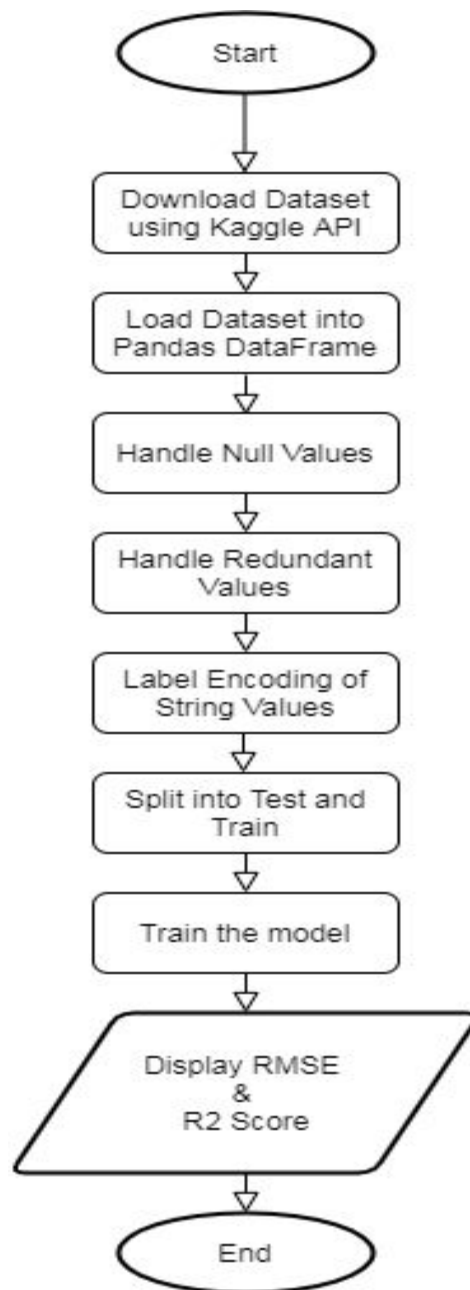 Start
Download Dataset
using Kaggle API
Load Dataset into
Pandas DataFrame
Handle Null Values
Handle Redundant
Values
Label Encoding of
String Values
Split into Test and
Train
Train the model
Display RMSE
&
R2 Score
End